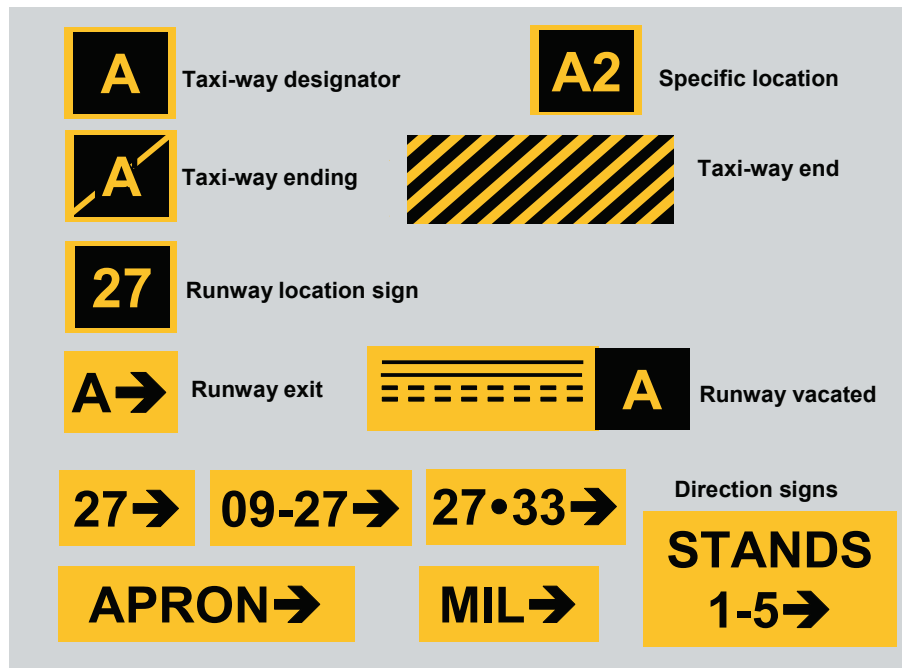 A
Taxi-way designator
A2
Specific location
A
Taxi-way ending
Taxi-way end
27
Runway location sign
A➔
Runway exit
A
Runway vacated
27➔
09-27➔
27•33➔
Direction signs
STANDS
1-5➔
APRON➔
MIL➔